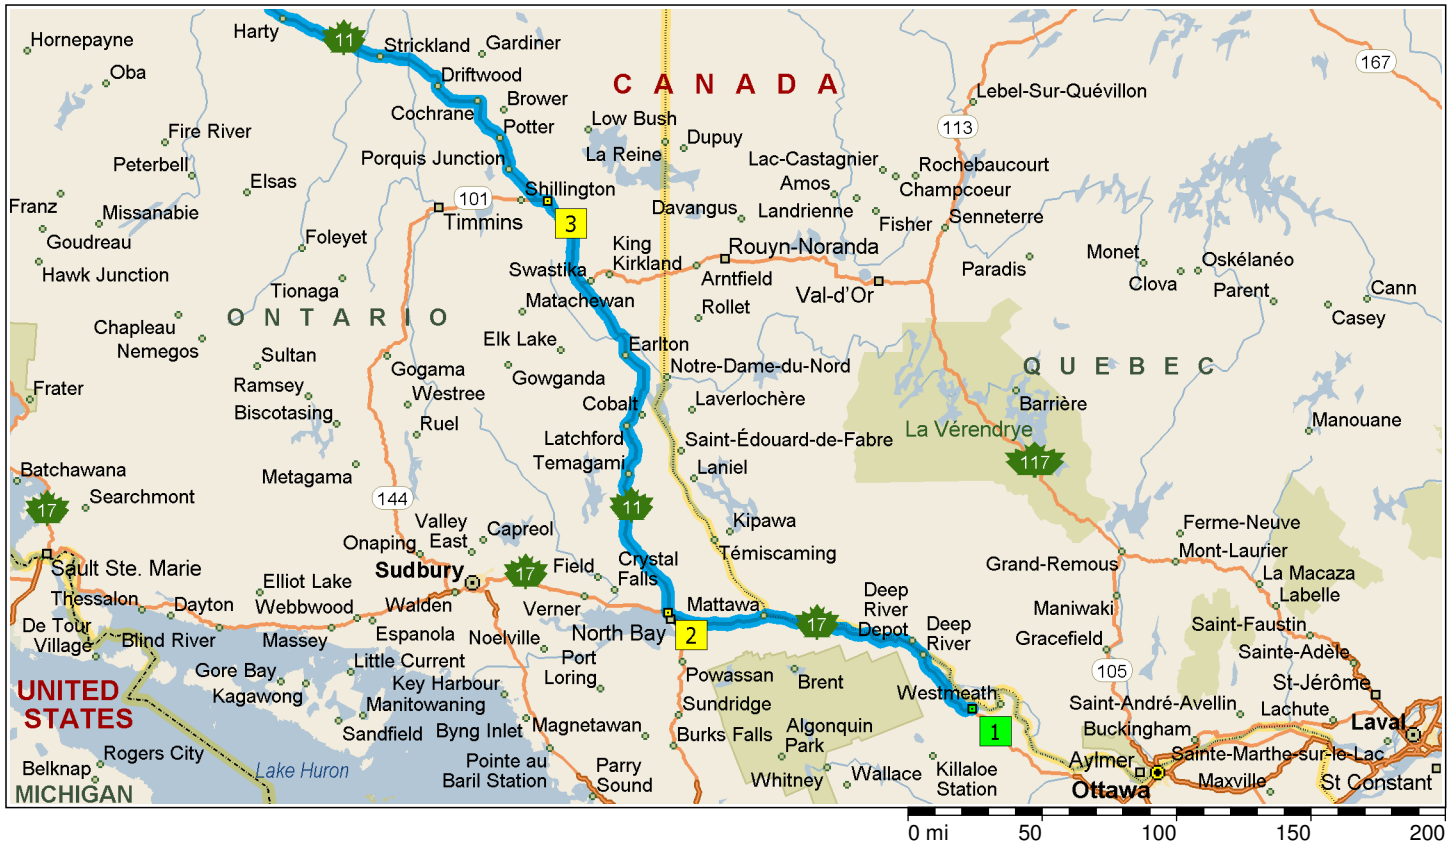 Harty
11
Strickland
Gardiner
Hornepayne
Oba
Driftwood
CANADA
167
Lebel-Sur-Quévillon
Brower
Cochrane
Low Bush
Potter
113
Dupuy
Fire River
Peterbell
Porquis Junction
La Reine
Lac-Castagnier
Rochebaucourt
Elsas
Shillington
Amos
Champcoeur
101
Franz
Missanabie
Timmins
3
Davangus
Landrienne
Fisher
Senneterre
Goudreau
Foleyet
King
Kirkland
Rouyn-Noranda
Hawk Junction
Swastika
Arntfield
Paradis
Monet
Oskélanéo
Clova
Parent
Cann
Tionaga
Matachewan
Rollet
Val-d'Or
Casey
Chapleau
ONTARIO
Nemegos
Elk Lake
Earlton
Sultan
Gogama
Gowganda
Notre-Dame-du-Nord
QUEBEC
Frater
Ramsey
Westree
Biscotasing
Ruel
Cobalt
Laverlochère
Barrière
La Vérendrye
Manouane
Latchford
Saint-Édouard-de-Fabre
Temagami
Laniel
117
Batchawana
Metagama
Searchmont
144
17
11
Valley
East
Capreol
Kipawa
Ferme-Neuve
Onaping
Témiscaming
Mont-Laurier
Sault Ste. Marie
Sudbury
17
Field
Crystal
Falls
Grand-Remous
La Macaza
Labelle
Elliot Lake
Thessalon
Dayton
Webbwood
Walden
Verner
Mattawa
Deep
River
Depot
Maniwaki
De Tour
Village
Blind River
Massey
Espanola
Noelville
North Bay
2
17
Deep
River
Gracefield
Saint-Faustin
Sainte-Adèle
Gore Bay
Little Current
Port
Loring
Powassan
Brent
105
UNITED
STATES
Kagawong
Key Harbour
Manitowaning
Westmeath
St-Jérôme
Sundridge
Saint-André-Avellin
Lachute
Sandfield
Byng Inlet
Magnetawan
Burks Falls
Algonquin
Park
1
Buckingham
Laval
Rogers City
Lake Huron
Pointe au
Baril Station
Parry
Sound
Whitney
Wallace
Killaloe
Station
Aylmer
Sainte-Marthe-sur-le-Lac
Belknap
MICHIGAN
Ottawa
Maxville
St Constant
0 mi
50
100
150
200